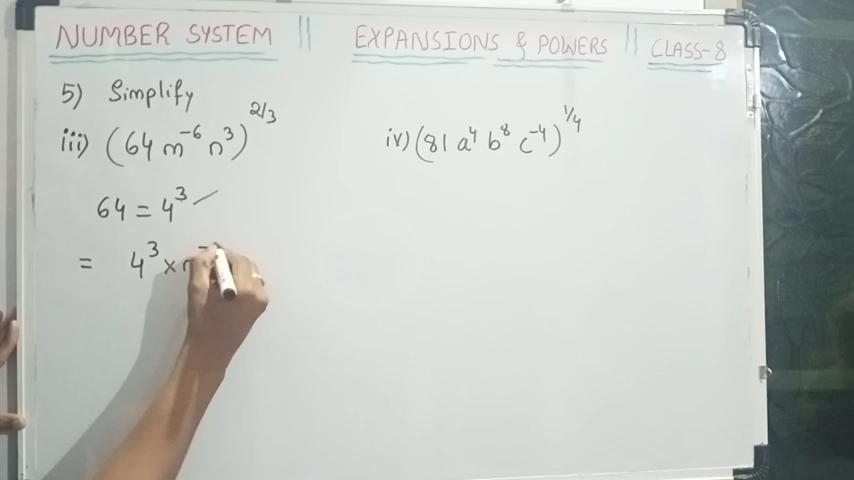 NUMBER SYSTEM || EXPANSIONS & POWERS || CLASS-8
5) Simplify
iii) (64 m⁻⁶ n³)^2/3
iv) (81 a⁴ b⁸ c⁻⁴)^1/4
64 = 4³
= 4³ ×